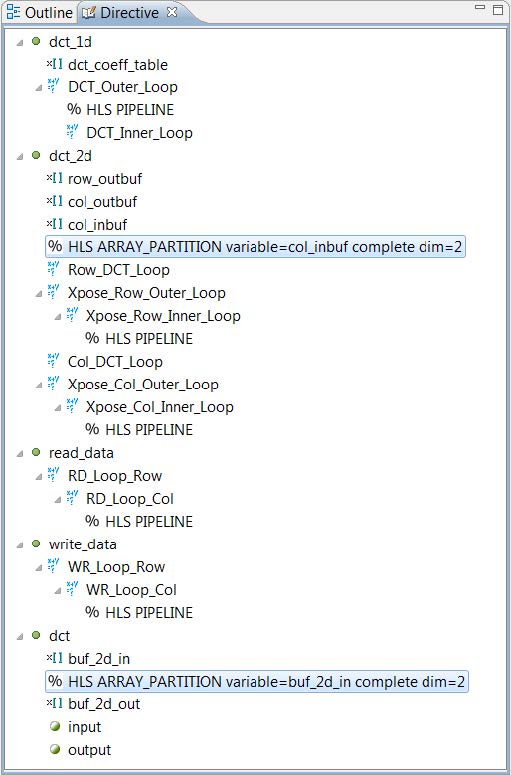 Outline Directive
dct_1d
dct_coeff_table
DCT_Outer_Loop
% HLS PIPELINE
DCT_Inner_Loop
dct_2d
row_outbuf
col_outbuf
col_inbuf
% HLS ARRAY_PARTITION variable=col_inbuf complete dim=2
Row_DCT_Loop
Xpose_Row_Outer_Loop
Xpose_Row_Inner_Loop
% HLS PIPELINE
Col_DCT_Loop
Xpose_Col_Outer_Loop
Xpose_Col_Inner_Loop
% HLS PIPELINE
read_data
RD_Loop_Row
RD_Loop_Col
% HLS PIPELINE
write_data
WR_Loop_Row
WR_Loop_Col
% HLS PIPELINE
dct
buf_2d_in
% HLS ARRAY_PARTITION variable=buf_2d_in complete dim=2
buf_2d_out
input
output